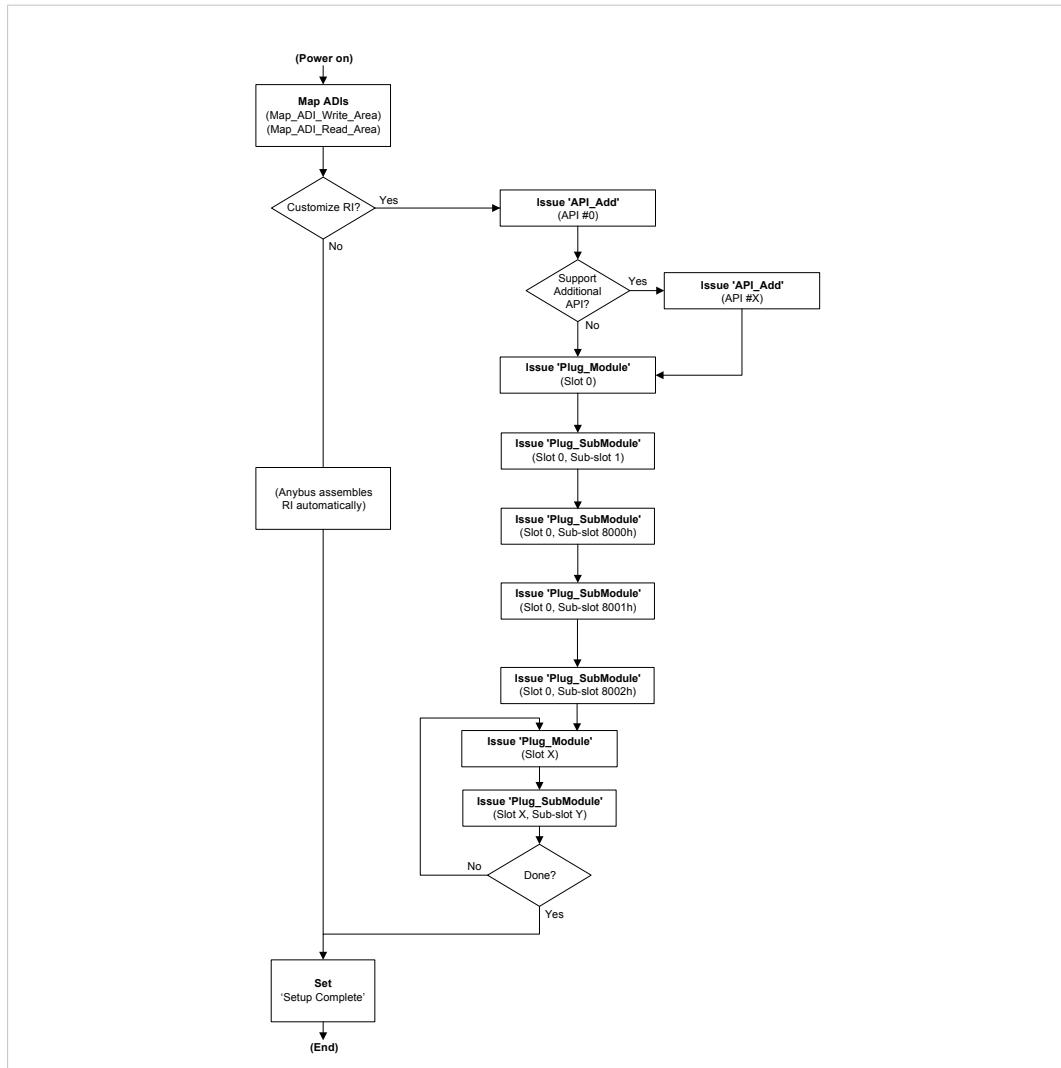 (Power on)
Map ADIs
(Map_ADI_Write_Area)
(Map_ADI_Read_Area)
Customize RI?
Yes
No
Issue 'API_Add'
(API #0)
Support
Additional
API?
Yes
No
Issue 'API_Add'
(API #X)
Issue 'Plug_Module'
(Slot 0)
Issue 'Plug_SubModule'
(Slot 0, Sub-slot 1)
(Anybus assembles
RI automatically)
Issue 'Plug_SubModule'
(Slot 0, Sub-slot 8000h)
Issue 'Plug_SubModule'
(Slot 0, Sub-slot 8001h)
Issue 'Plug_SubModule'
(Slot 0, Sub-slot 8002h)
Issue 'Plug_Module'
(Slot X)
Issue 'Plug_SubModule'
(Slot X, Sub-slot Y)
No
Done?
Yes
Set
‘Setup Complete’
(End)